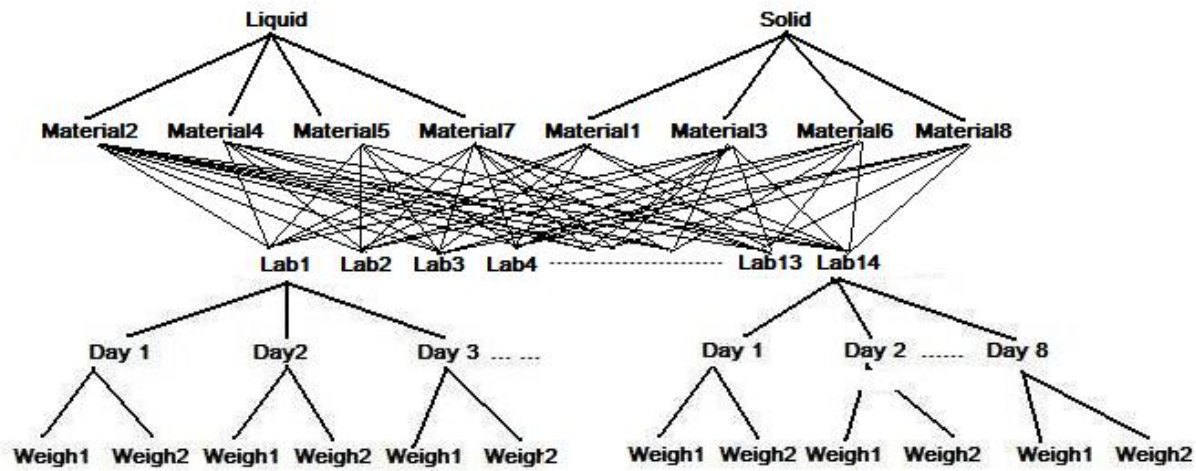 Liquid Solid
Material2 Material4 Material5 Material7 Material1 Material3 Material6 Material8
Lab1 Lab2 Lab3 Lab4 ........................ Lab13 Lab14
Day 1 Day2 Day 3 ... ... Day 1 Day 2 ...... Day 8
Weigh1 Weigh2 Weigh1 Weigh2 Weigh1 Weigh2 Weigh1 Weigh2 Weigh1 Weigh2 Weigh1 Weigh2